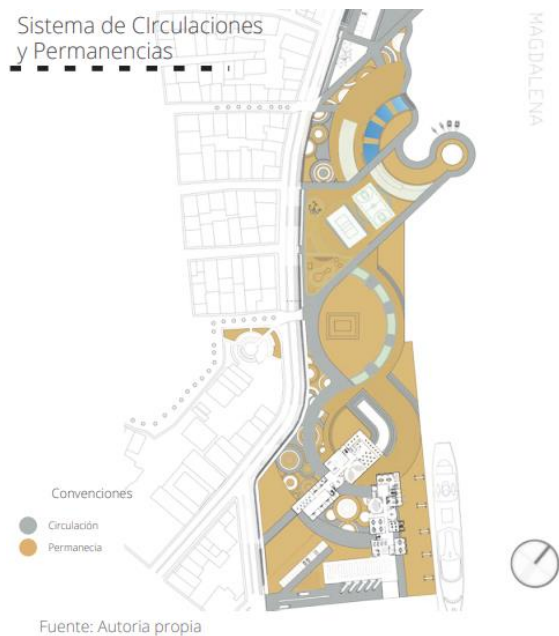 Sistema de CIrculaciones
y Permanencias
MAGDALENA
Convenciones
Circulación
Permanecia
Fuente: Autoria propia